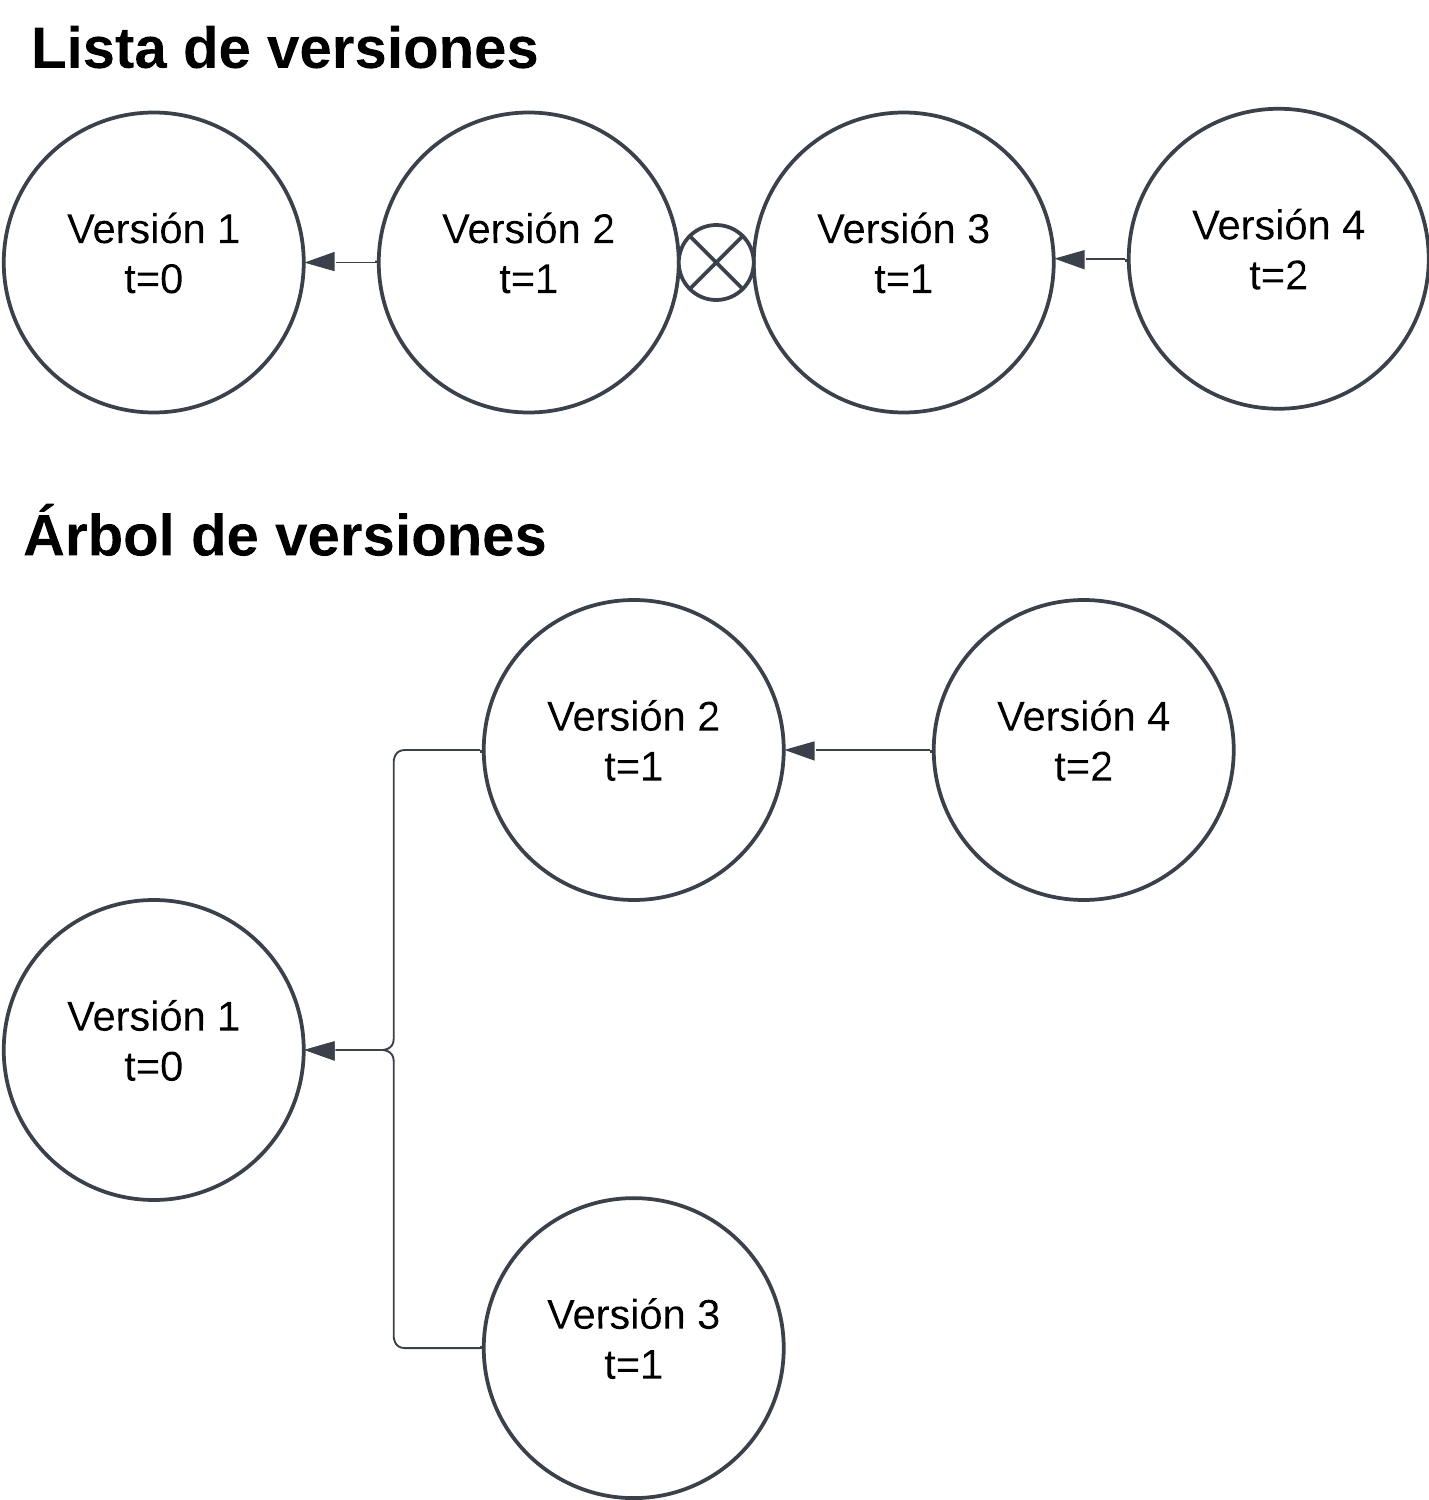 Lista de versiones
Versión 1
t=0
Versión 2
t=1
Versión 3
t=1
Versión 4
t=2
Árbol de versiones
Versión 2
t=1
Versión 4
t=2
Versión 1
t=0
Versión 3
t=1